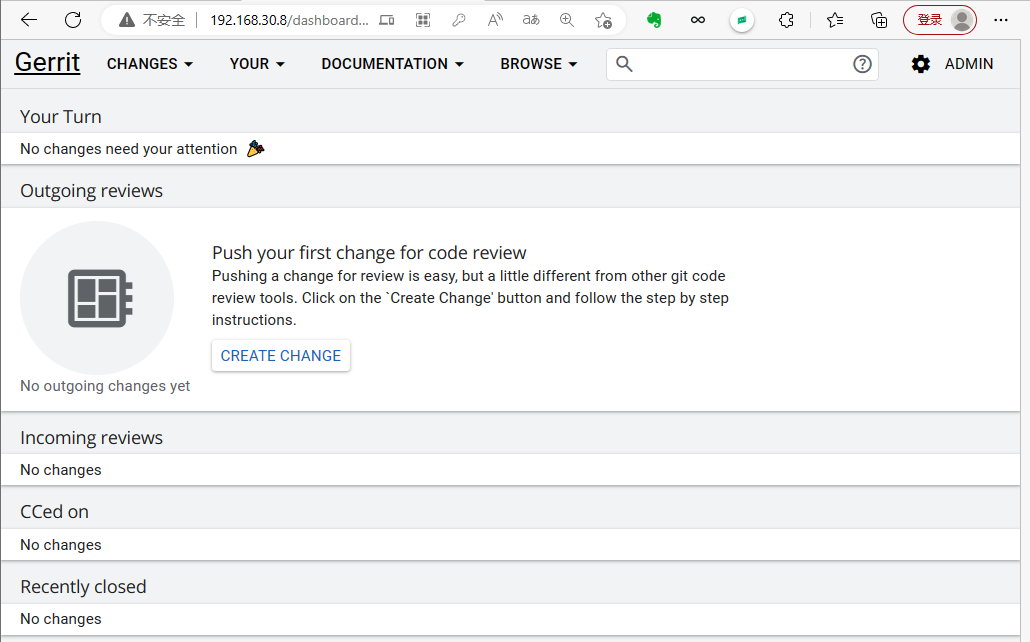 不安全 192.168.30.8/dashboard... A aあ 登录
Gerrit CHANGES YOUR DOCUMENTATION BROWSE ADMIN
Your Turn
No changes need your attention
Outgoing reviews
Push your first change for code review
Pushing a change for review is easy, but a little different from other git code
review tools. Click on the `Create Change' button and follow the step by step
instructions.
CREATE CHANGE
No outgoing changes yet
Incoming reviews
No changes
CCed on
No changes
Recently closed
No changes